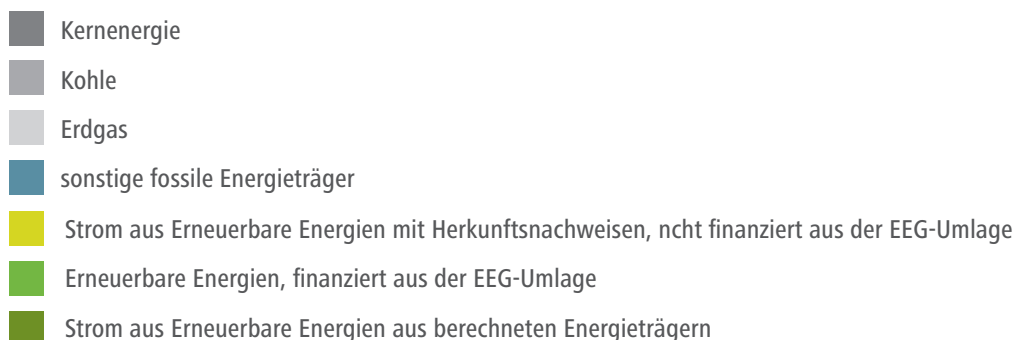 Kernenergie
Kohle
Erdgas
sonstige fossile Energieträger
Strom aus Erneuerbare Energien mit Herkunftsnachweisen, ncht finanziert aus der EEG-Umlage
Erneuerbare Energien, finanziert aus der EEG-Umlage
Strom aus Erneuerbare Energien aus berechneten Energieträgern